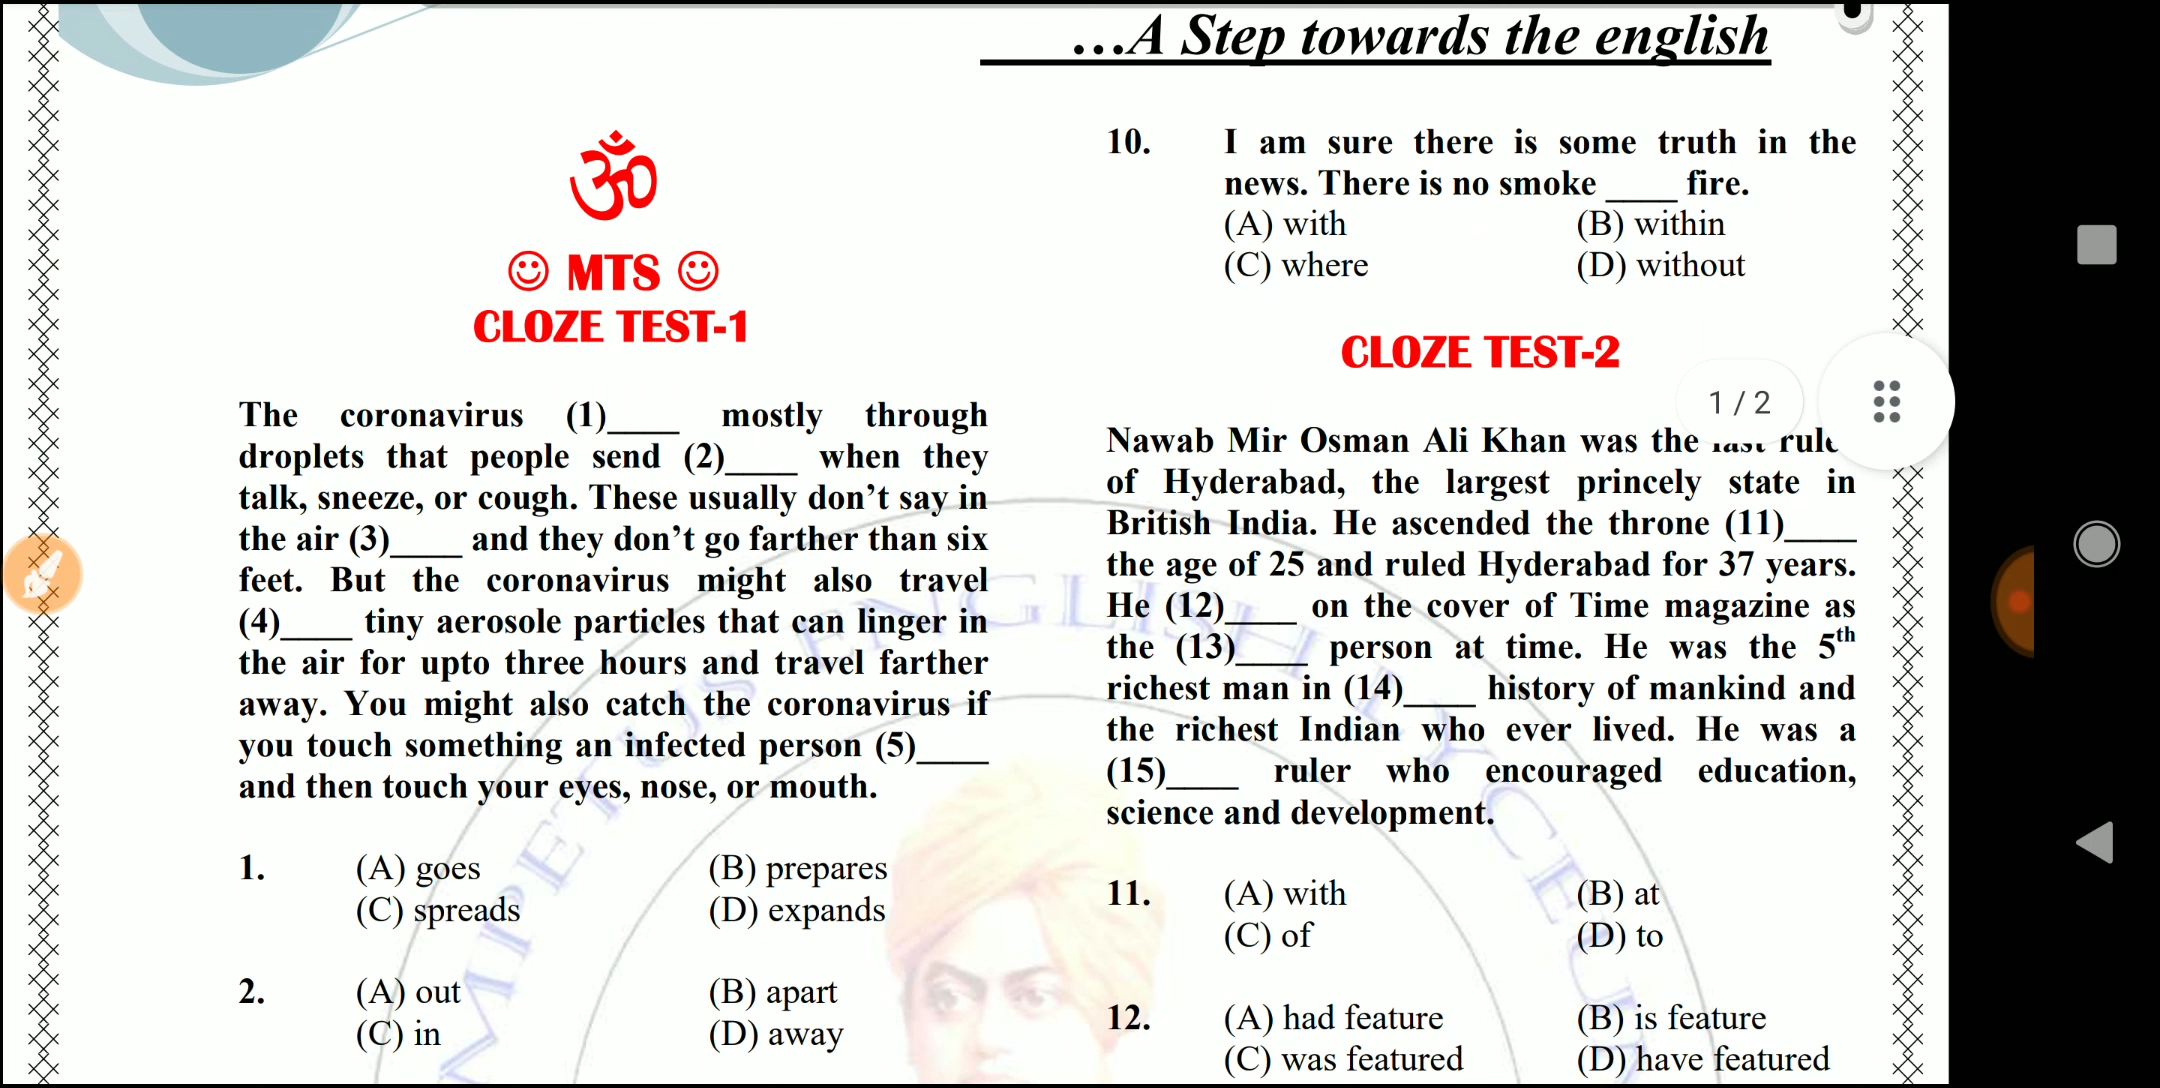 ...A Step towards the english
ॐ
☺ MTS ☺
CLOZE TEST-1
The coronavirus (1)____ mostly through
droplets that people send (2)____ when they
talk, sneeze, or cough. These usually don’t say in
the air (3)____ and they don’t go farther than six
feet. But the coronavirus might also travel
(4)____ tiny aerosole particles that can linger in
the air for upto three hours and travel farther
away. You might also catch the coronavirus if
you touch something an infected person (5)____
and then touch your eyes, nose, or mouth.
1. (A) goes (B) prepares
(C) spreads (D) expands
2. (A) out (B) apart
(C) in (D) away
10. I am sure there is some truth in the
news. There is no smoke ____ fire.
(A) with (B) within
(C) where (D) without
CLOZE TEST-2
1 / 2
Nawab Mir Osman Ali Khan was the
of Hyderabad, the largest princely state in
British India. He ascended the throne (11)____
the age of 25 and ruled Hyderabad for 37 years.
He (12)____ on the cover of Time magazine as
the (13)____ person at time. He was the 5th
richest man in (14)____ history of mankind and
the richest Indian who ever lived. He was a
(15)____ ruler who encouraged education,
science and development.
11. (A) with (B) at
(C) of (D) to
12. (A) had feature (B) is feature
(C) was featured (D) have featured
IMPETUS ENGLISH LYCEUM